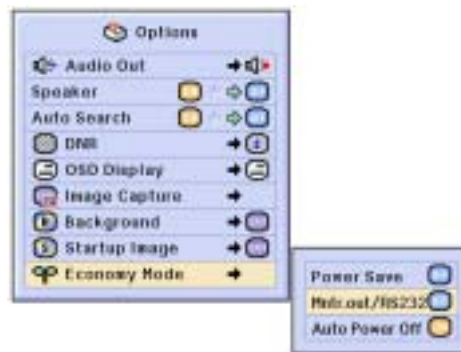 Options
Audio Out
Speaker
Auto Search
DNR
OSD Display
Image Capture
Background
Startup Image
Economy Mode
Power Save
Mntr.out/RS232
Auto Power Off